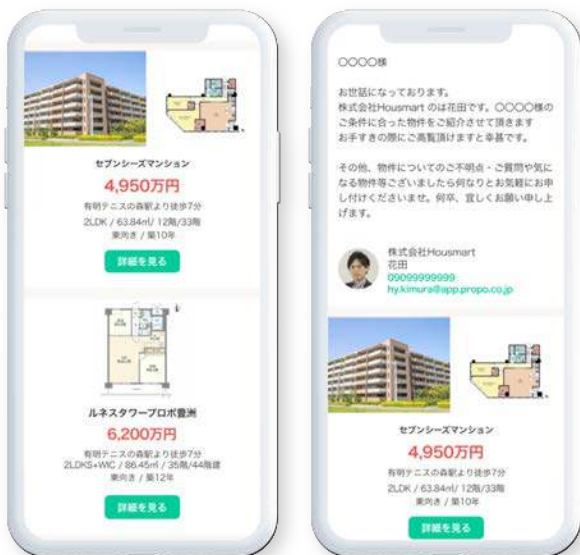 セブンシーズマンション
4,950万円
有明テニスの森駅より徒歩7分
2LDK / 63.84㎡/ 12階/33階
東向き / 築10年
詳細を見る
ルネスタワープロポ豊洲
6,200万円
有明テニスの森駅より徒歩7分
2LDKS+WIC / 86.45㎡ / 35階/44階建
東向き / 築12年
詳細を見る
〇〇〇〇様
お世話になっております。
株式会社Housmart のは花田です。〇〇〇〇様の
ご条件に合った物件をご紹介させて頂きます
お手すきの際にご高覧頂けますと幸甚です。
その他、物件についてのご不明点・ご質問や気に
なる物件等ございましたら何なりとお気軽にお申
し付けくださいませ。何卒、宜しくお願い申し上
げます。
株式会社Housmart
花田
09099999999
hy.kimura@app.propo.co.jp
セブンシーズマンション
4,950万円
有明テニスの森駅より徒歩7分
2LDK / 63.84㎡/ 12階/33階
東向き / 築10年
詳細を見る